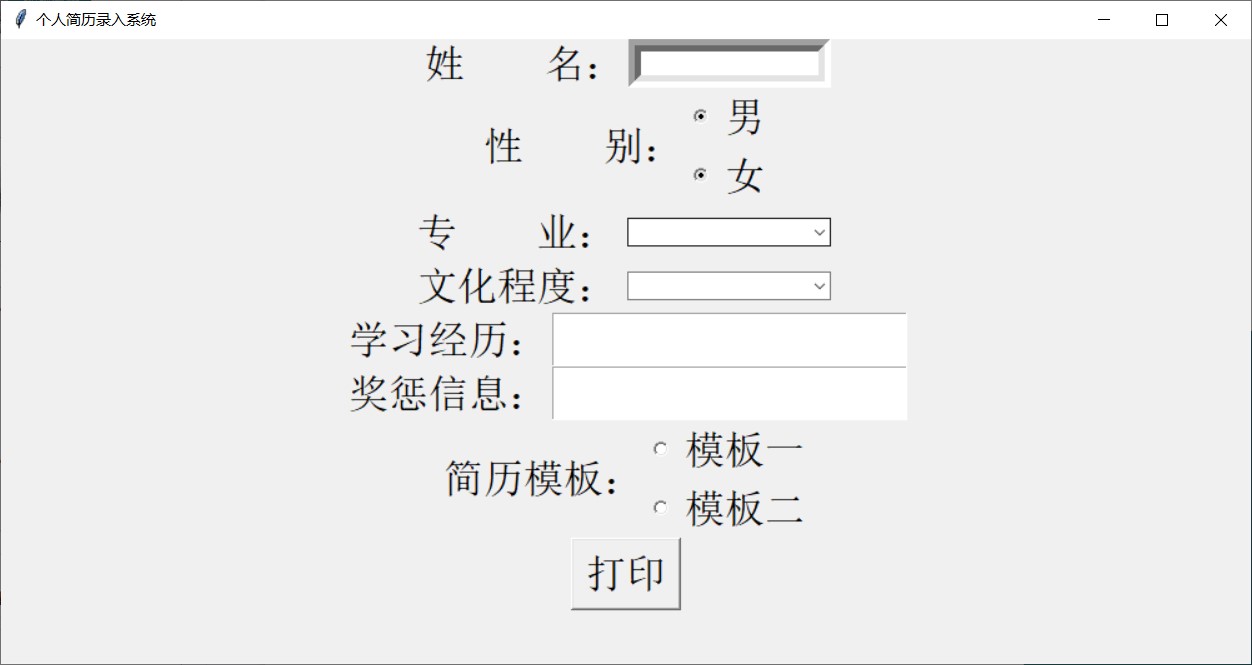 个人简历录入系统
姓 名：
性 别：
男
女
专 业：
文化程度：
学习经历：
奖惩信息：
简历模板：
模板一
模板二
打印